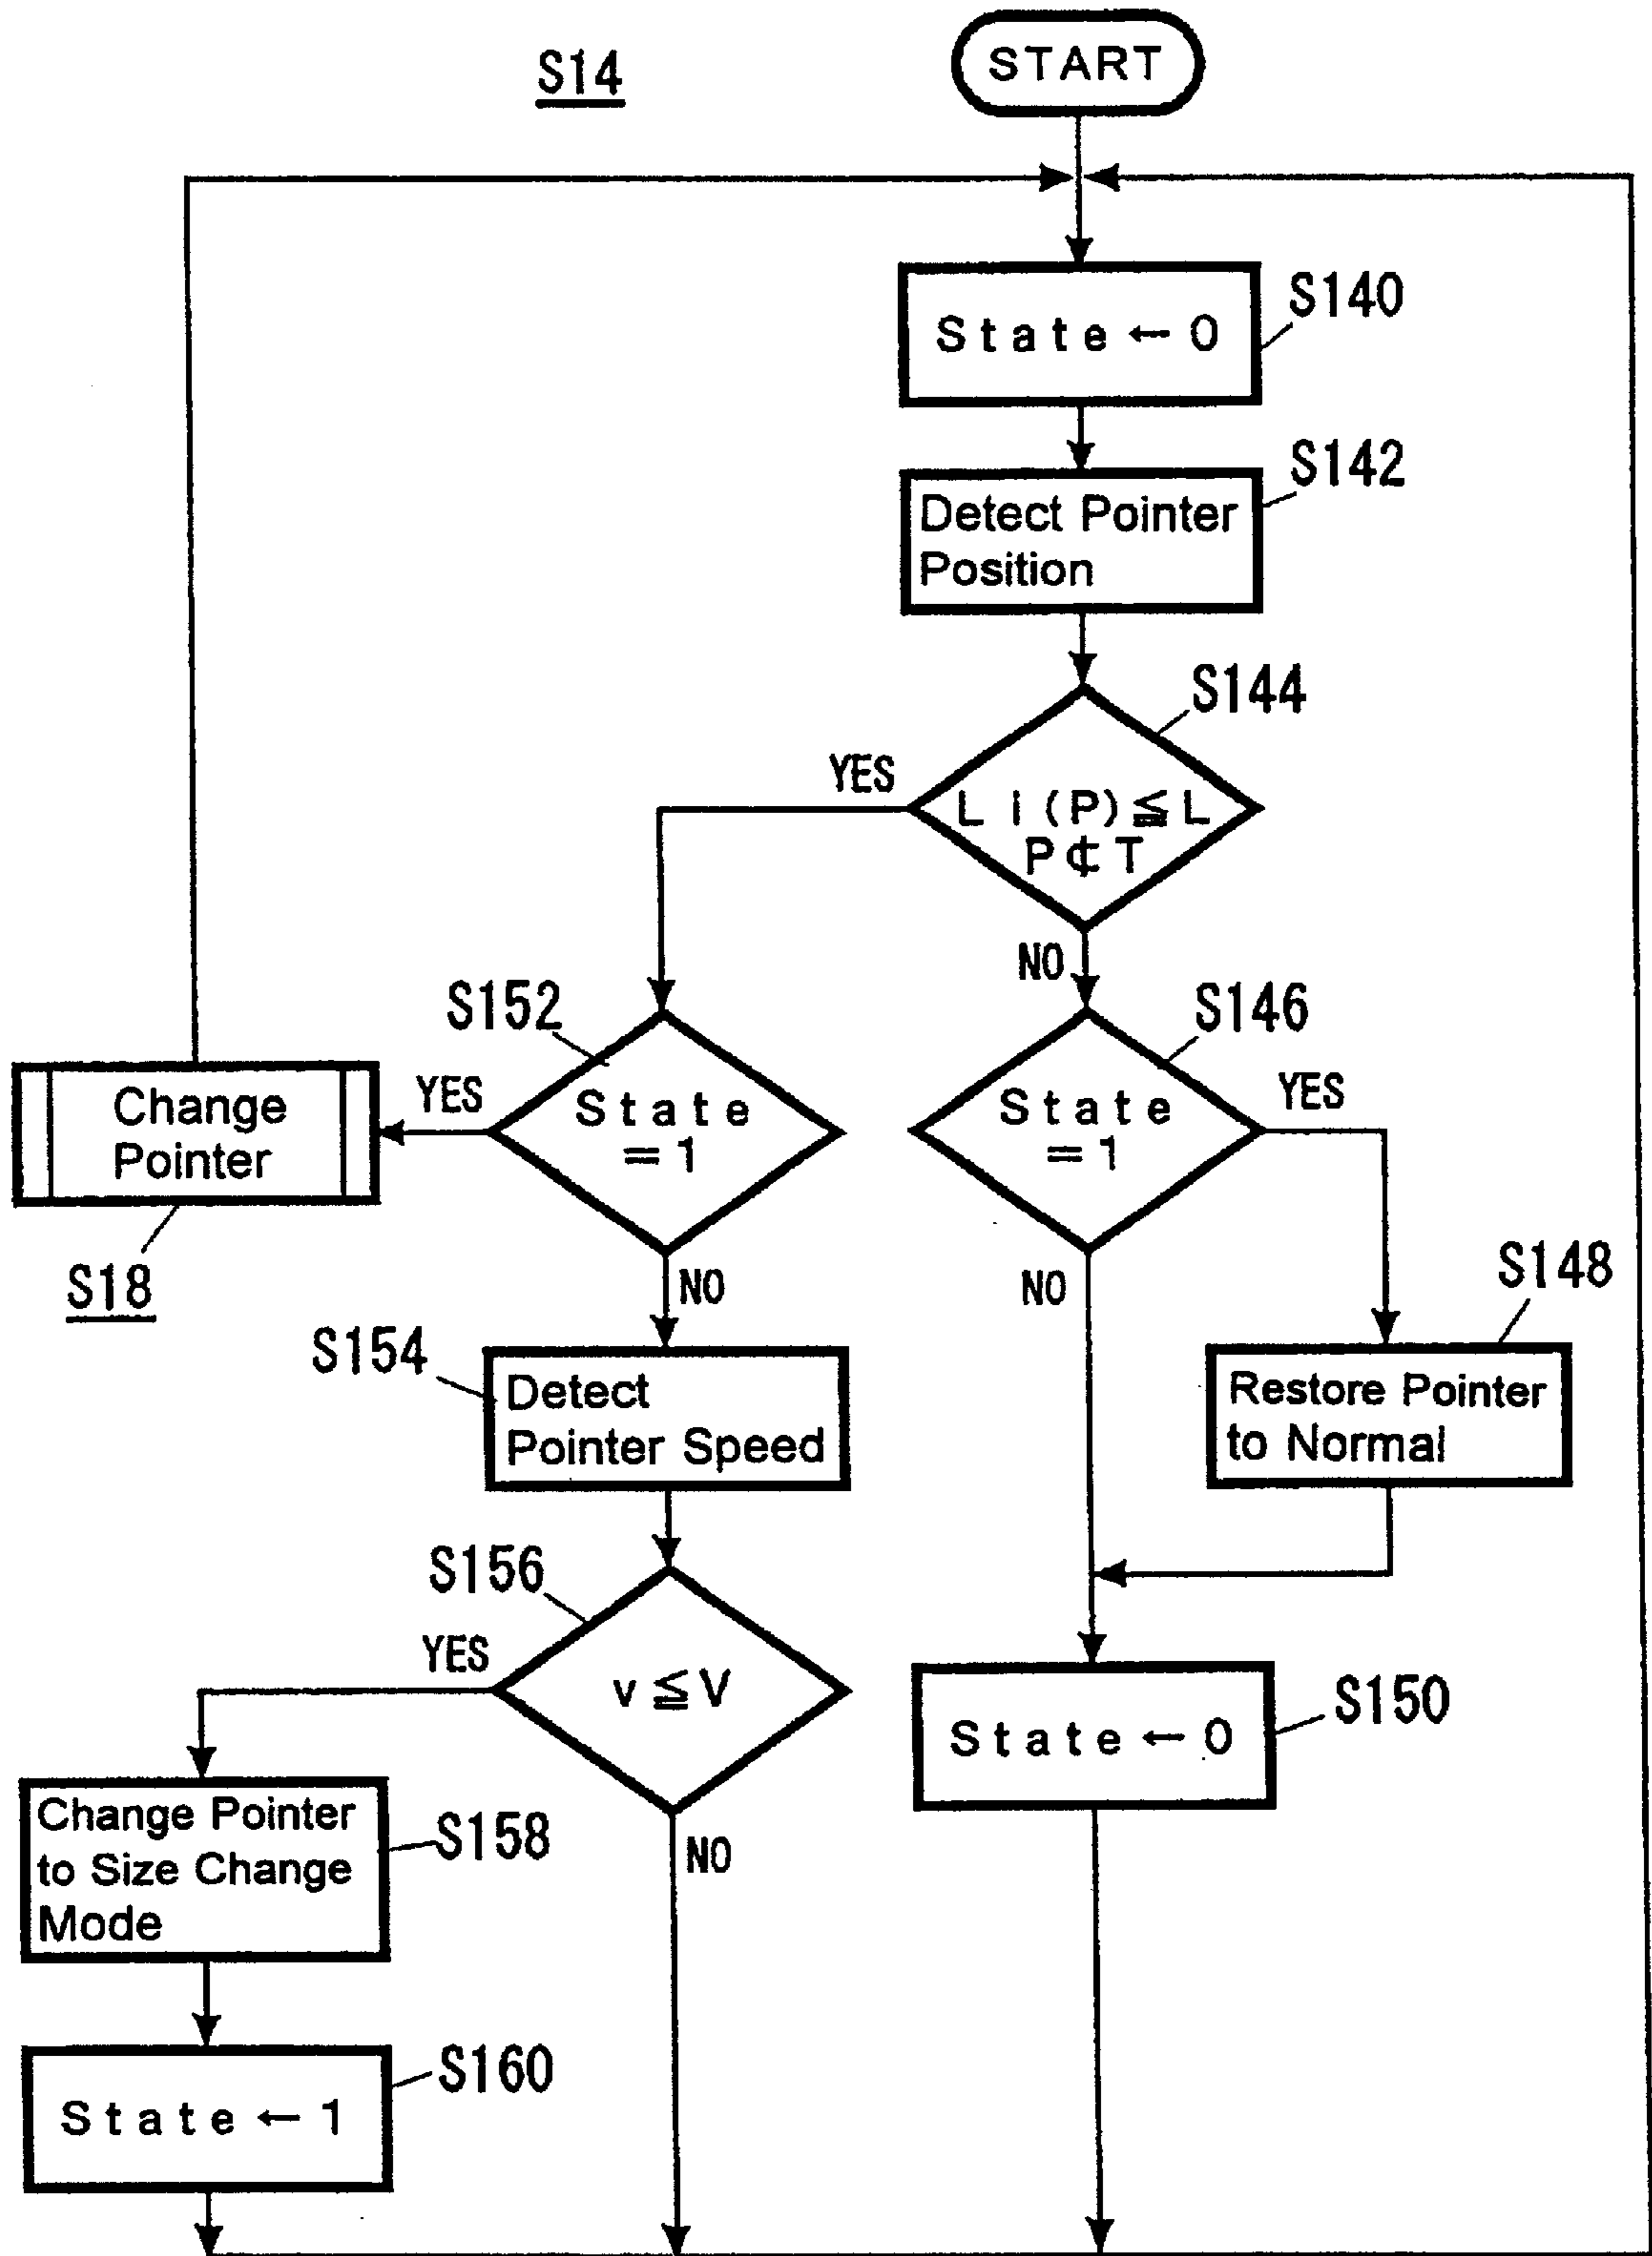 S14
START
S140
State ← 0
S142
Detect Pointer
Position
S144
YES
Li(P)≦L
P⊄T
NO
S152
S146
Change
Pointer
YES
State
=1
State
=1
YES
S18
NO
NO
S148
S154
Detect
Pointer Speed
Restore Pointer
to Normal
S156
YES
v≦V
S150
State ← 0
Change Pointer
to Size Change
Mode
S158
NO
S160
State ← 1